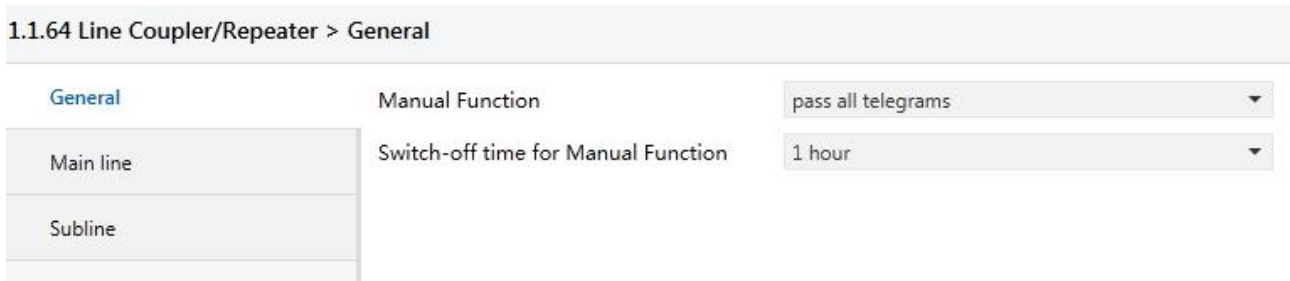 1.1.64 Line Coupler/Repeater > General
General
Manual Function
pass all telegrams
Main line
Switch-off time for Manual Function
1 hour
Subline